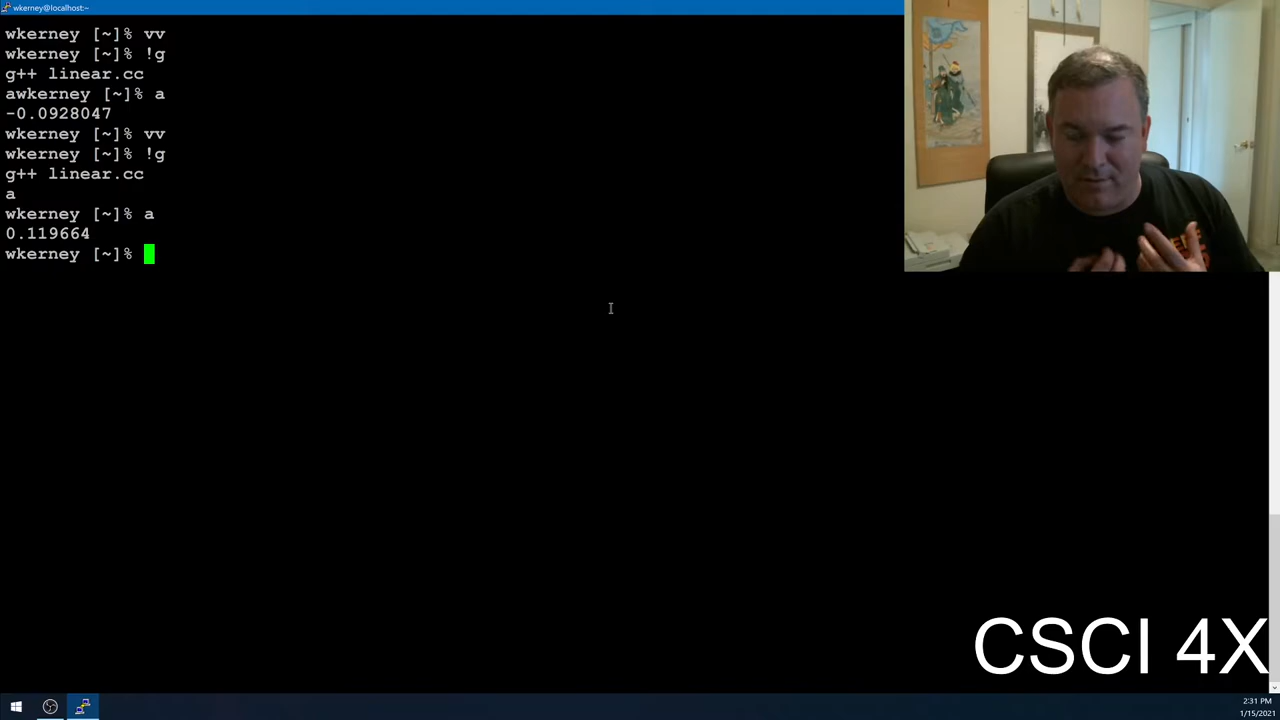 wkerney@localhost:~
wkerney [~]% vv
wkerney [~]% !g
g++ linear.cc
awkerney [~]% a
-0.0928047
wkerney [~]% vv
wkerney [~]% !g
g++ linear.cc
a
wkerney [~]% a
0.119664
wkerney [~]%
CSCI 4X
2:31 PM
1/15/2021